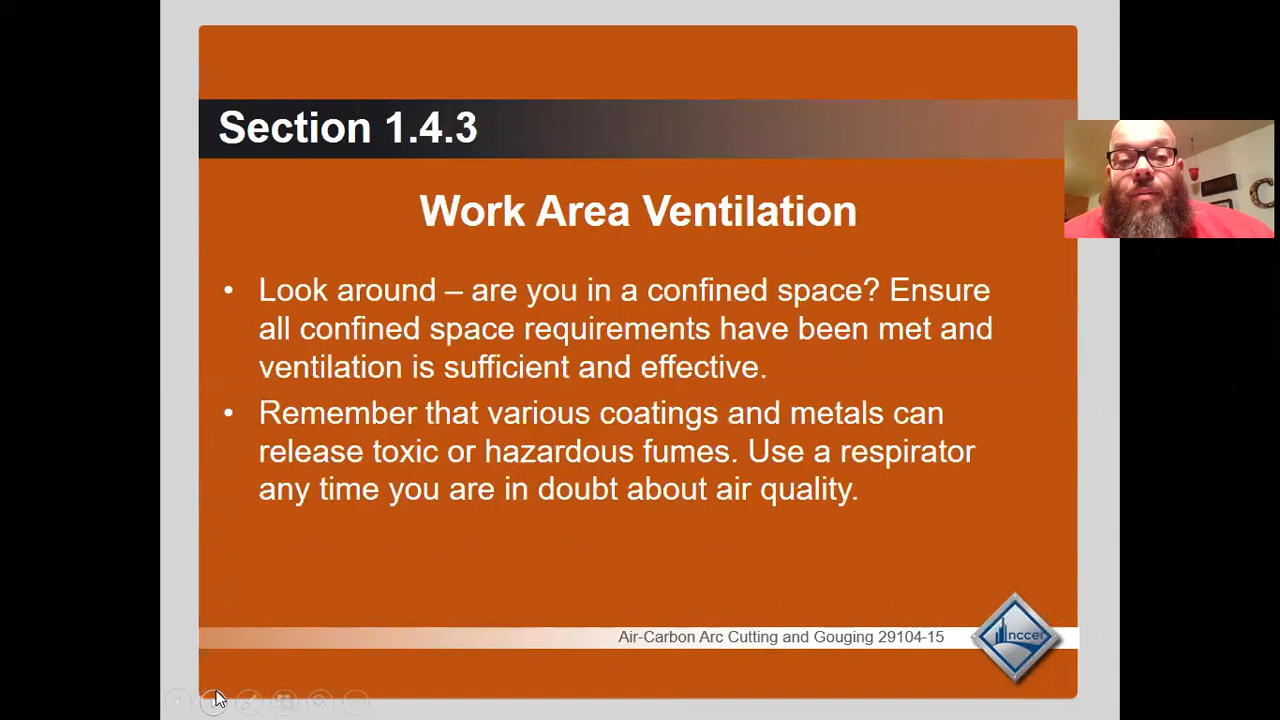 Section 1.4.3
Work Area Ventilation
• Look around – are you in a confined space? Ensure
all confined space requirements have been met and
ventilation is sufficient and effective.
• Remember that various coatings and metals can
release toxic or hazardous fumes. Use a respirator
any time you are in doubt about air quality.
Air-Carbon Arc Cutting and Gouging 29104-15
nccer